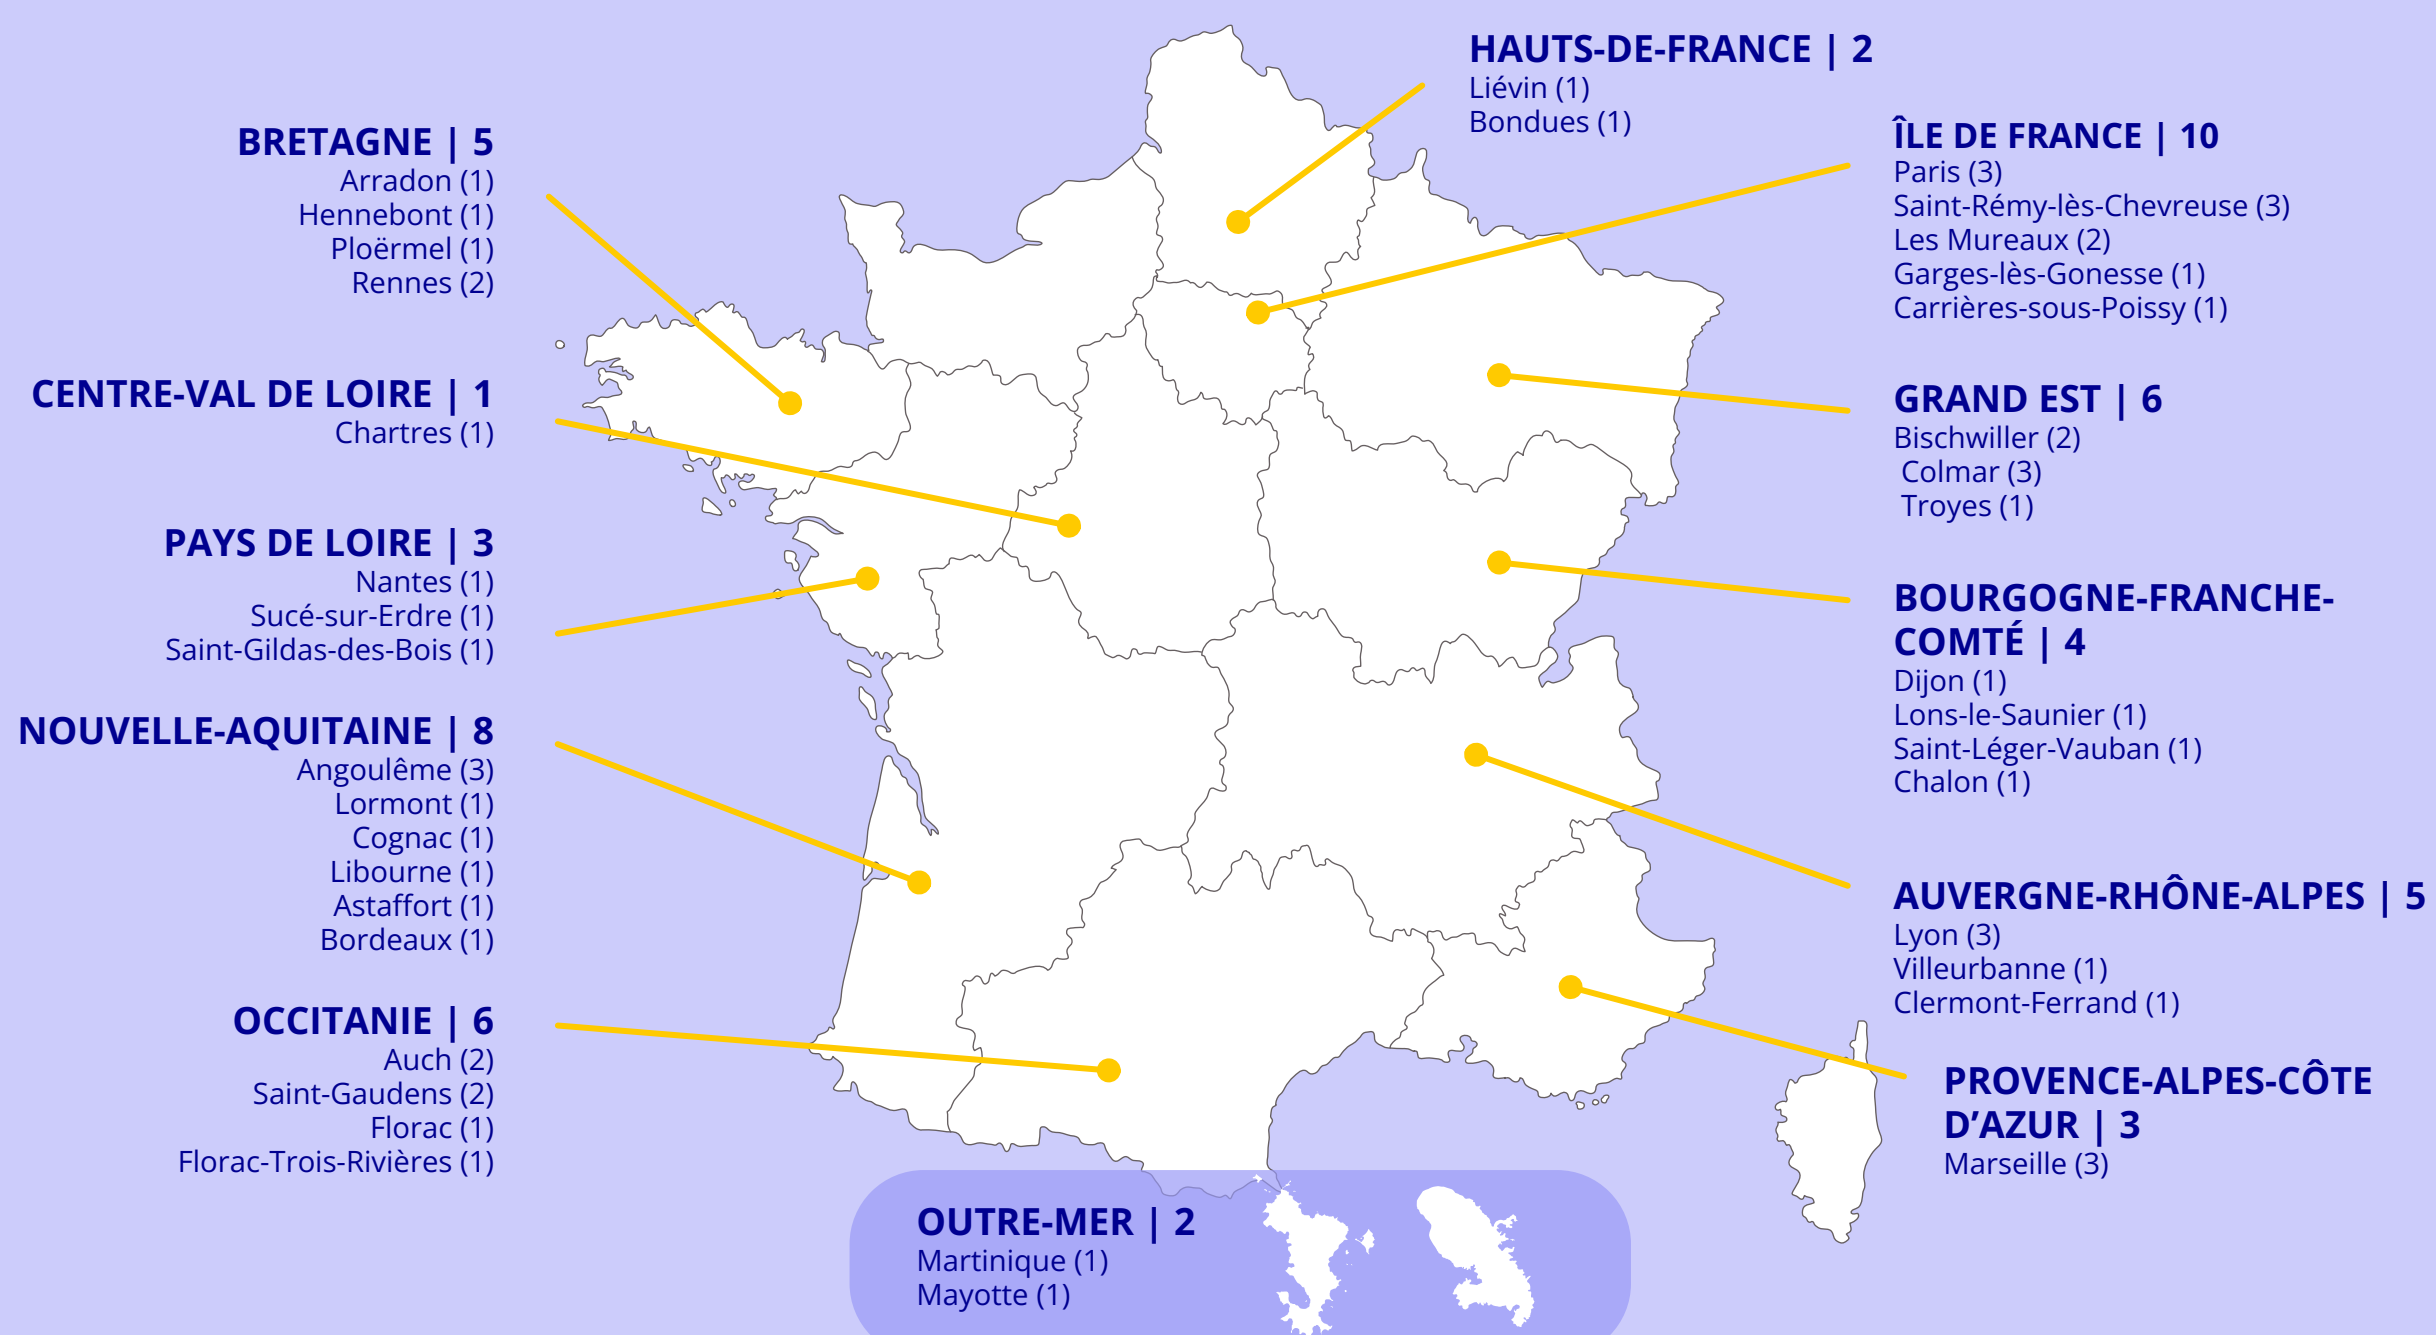 HAUTS-DE-FRANCE | 2
Liévin (1)
Bondues (1)
BRETAGNE | 5
Arradon (1)
Hennebont (1)
Ploërmel (1)
Rennes (2)
CENTRE-VAL DE LOIRE | 1
Chartres (1)
PAYS DE LOIRE | 3
Nantes (1)
Sucé-sur-Erdre (1)
Saint-Gildas-des-Bois (1)
NOUVELLE-AQUITAINE | 8
Angoulême (3)
Lormont (1)
Cognac (1)
Libourne (1)
Astaffort (1)
Bordeaux (1)
OCCITANIE | 6
Auch (2)
Saint-Gaudens (2)
Florac (1)
Florac-Trois-Rivières (1)
ÎLE DE FRANCE | 10
Paris (3)
Saint-Rémy-lès-Chevreuse (3)
Les Mureaux (2)
Garges-lès-Gonesse (1)
Carrières-sous-Poissy (1)
GRAND EST | 6
Bischwiller (2)
Colmar (3)
Troyes (1)
BOURGOGNE-FRANCHE-
COMTÉ | 4
Dijon (1)
Lons-le-Saunier (1)
Saint-Léger-Vauban (1)
Chalon (1)
AUVERGNE-RHÔNE-ALPES | 5
Lyon (3)
Villeurbanne (1)
Clermont-Ferrand (1)
PROVENCE-ALPES-CÔTE
D’AZUR | 3
Marseille (3)
OUTRE-MER | 2
Martinique (1)
Mayotte (1)